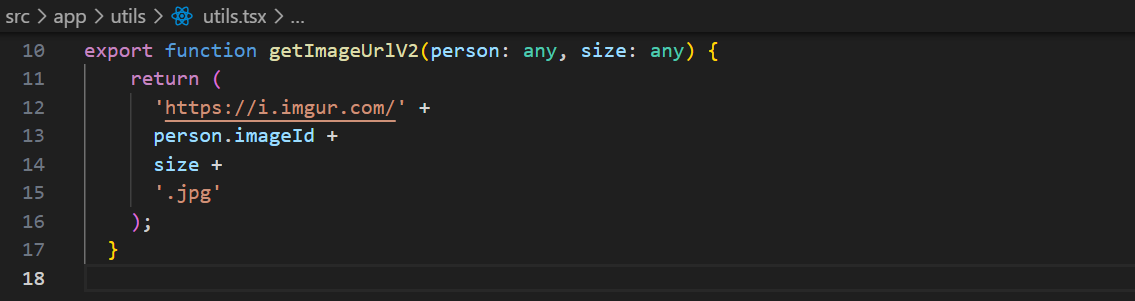 src > app > utils > utils.tsx > ...
10 export function getImageUrlV2(person: any, size: any) {
11 return (
12 'https://i.imgur.com/' +
13 person.imageId +
14 size +
15 '.jpg'
16 );
17 }
18